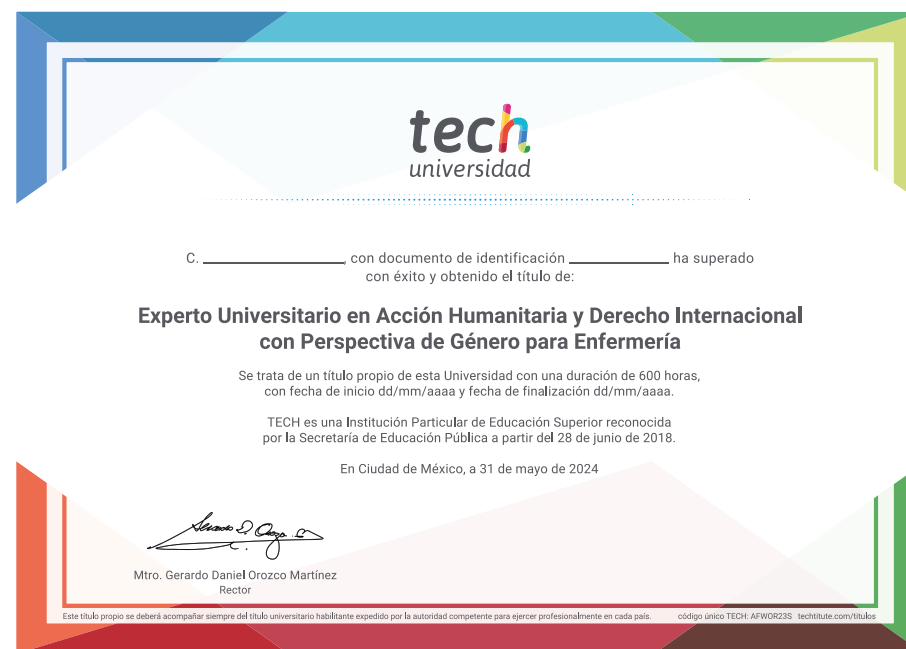 tech
universidad
C. ____________, con documento de identificación ____________ ha superado
con éxito y obtenido el título de:
Experto Universitario en Acción Humanitaria y Derecho Internacional
con Perspectiva de Género para Enfermería
Se trata de un título propio de esta Universidad con una duración de 600 horas,
con fecha de inicio dd/mm/aaaa y fecha de finalización dd/mm/aaaa.
TECH es una Institución Particular de Educación Superior reconocida
por la Secretaría de Educación Pública a partir del 28 de junio de 2018.
En Ciudad de México, a 31 de mayo de 2024
Mtro. Gerardo Daniel Orozco Martínez
Rector
Este título propio se deberá acompañar siempre del título universitario habilitante expedido por la autoridad competente para ejercer profesionalmente en cada país. código único TECH: AFWOR23S techtitute.com/titulos